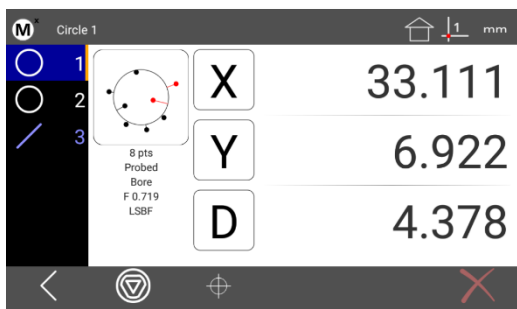 M x Circle 1 1 mm
1
2
3
8 pts
Probed
Bore
F 0.719
LSBF
X 33.111
Y 6.922
D 4.378